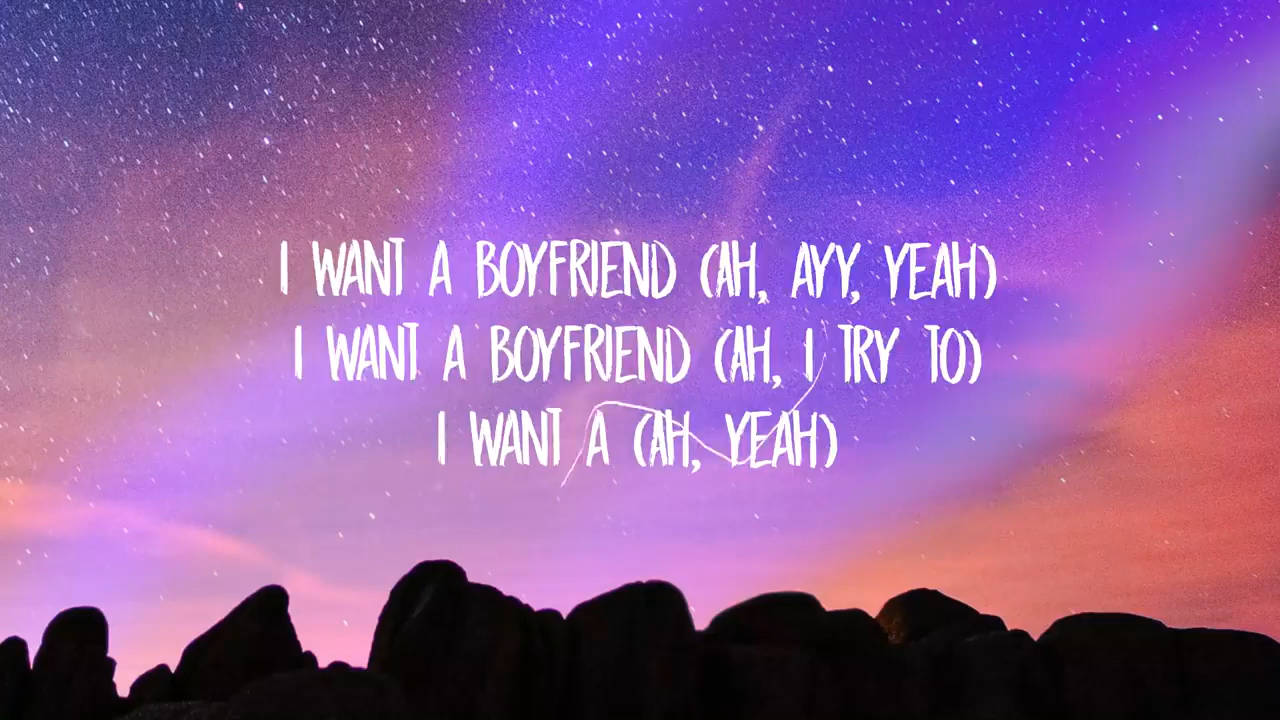 I WANT A BOYFRIEND (AH, AYY, YEAH)
I WANT A BOYFRIEND (AH, I TRY TO)
I WANT A (AH, YEAH)